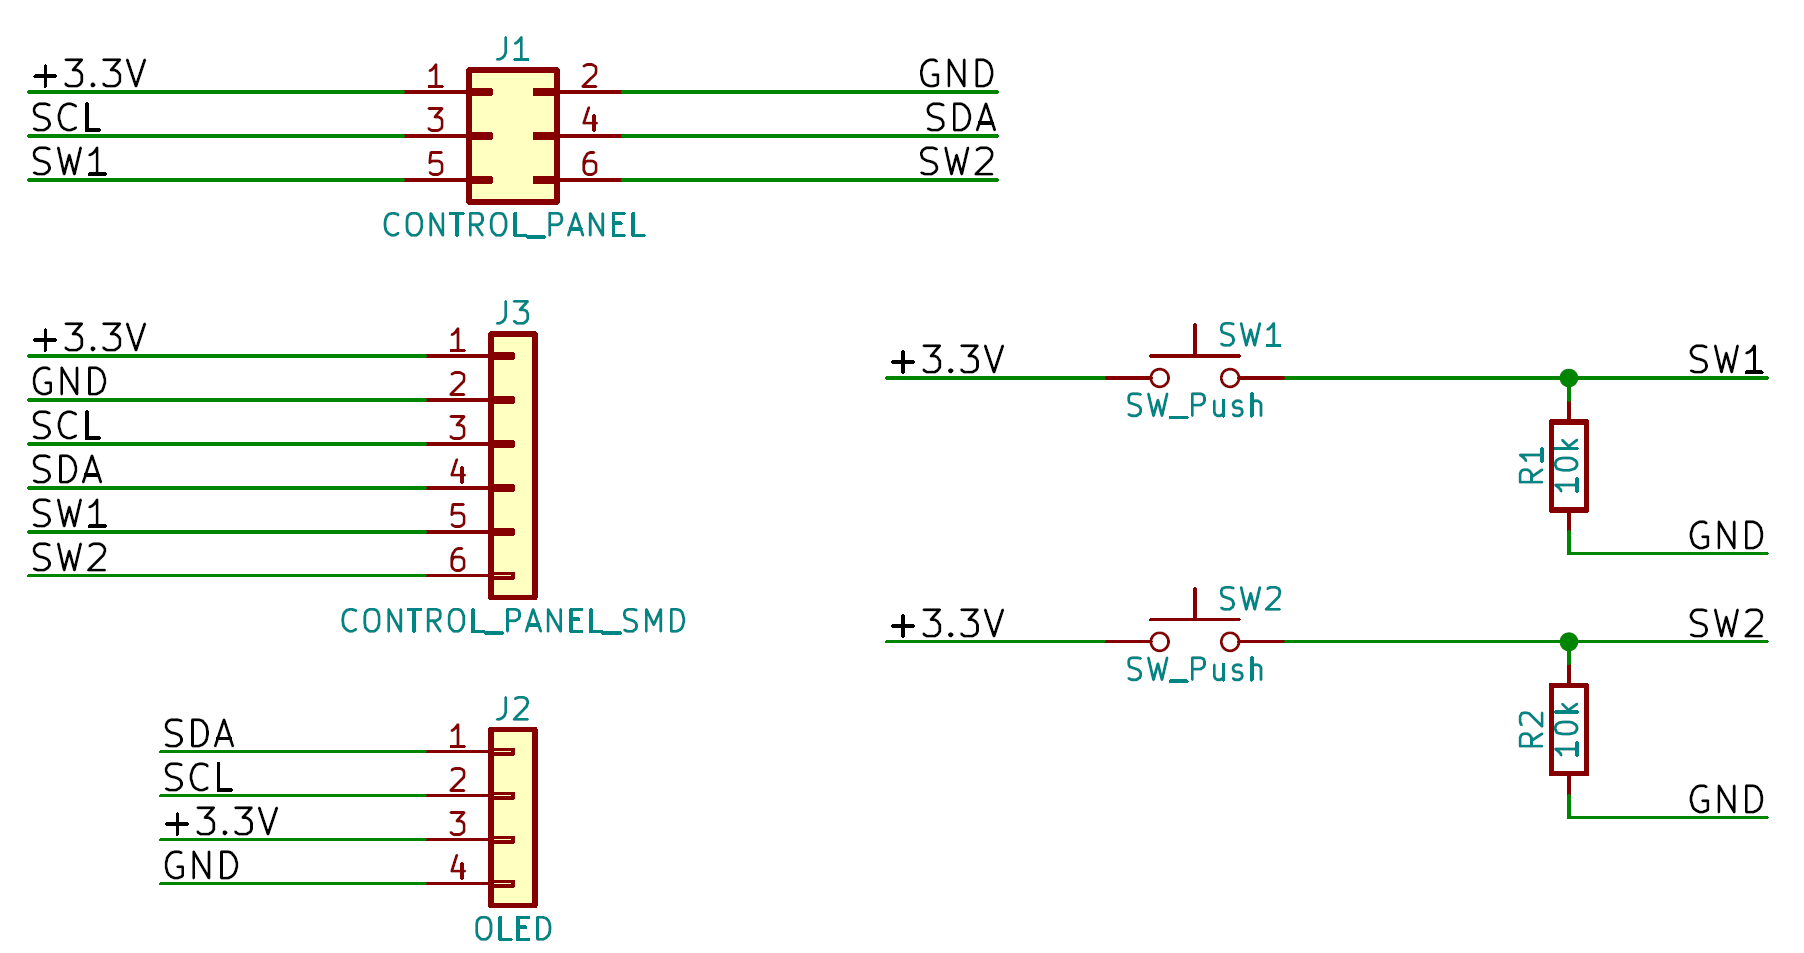 J1
+3.3V 1 2 GND
SCL 3 4 SDA
SW1 5 6 SW2
CONTROL_PANEL
J3
+3.3V 1
GND 2
SCL 3
SDA 4
SW1 5
SW2 6
CONTROL_PANEL_SMD
J2
SDA 1
SCL 2
+3.3V 3
GND 4
OLED
SW1
+3.3V
SW1
SW_Push
R1
10k
GND
SW2
+3.3V
SW2
SW_Push
R2
10k
GND